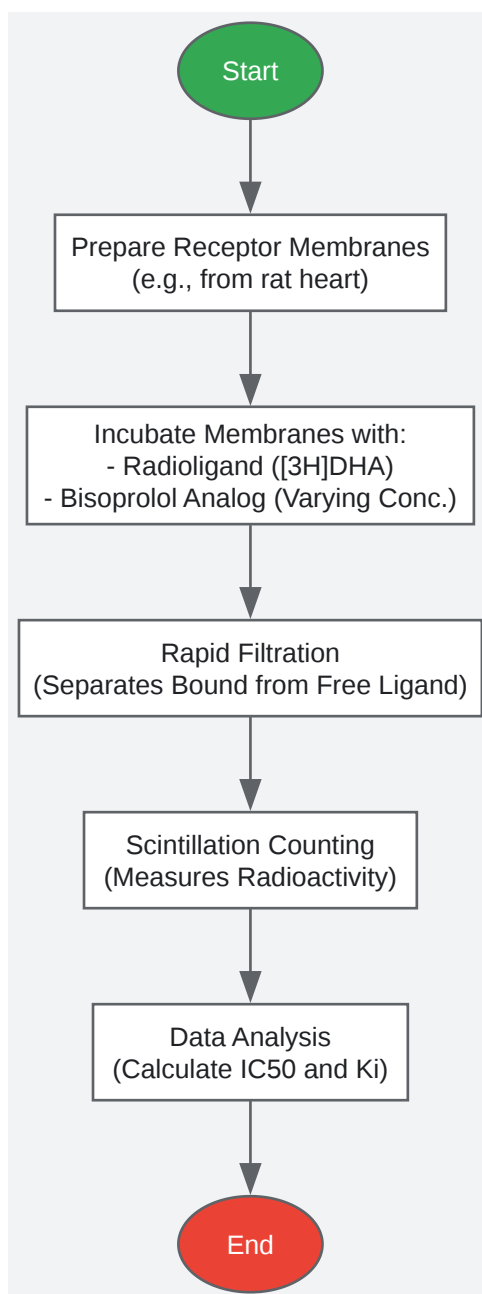 Start
Prepare Receptor Membranes
(e.g., from rat heart)
Incubate Membranes with:
- Radioligand ([3H]DHA)
- Bisoprolol Analog (Varying Conc.)
Rapid Filtration
(Separates Bound from Free Ligand)
Scintillation Counting
(Measures Radioactivity)
Data Analysis
(Calculate IC50 and Ki)
End